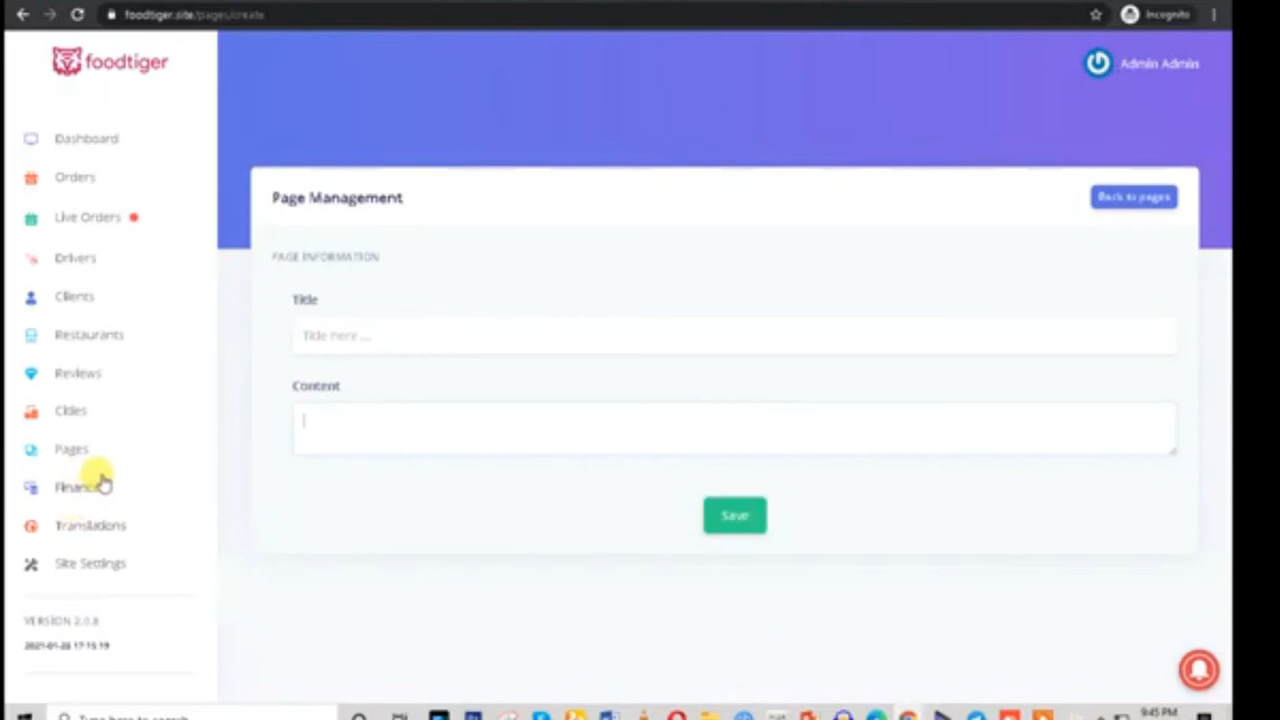 foodtiger.site/pages/create
Incognito
foodtiger
Admin Admin
Dashboard
Orders
Live Orders
Drivers
Clients
Restaurants
Reviews
Cities
Pages
Finances
Translations
Site Settings
VERSION 2.0.8
2021-01-28 17:15:19
Page Management
Back to pages
PAGE INFORMATION
Title
Title here ...
Content
Save
Type here to search
9:45 PM